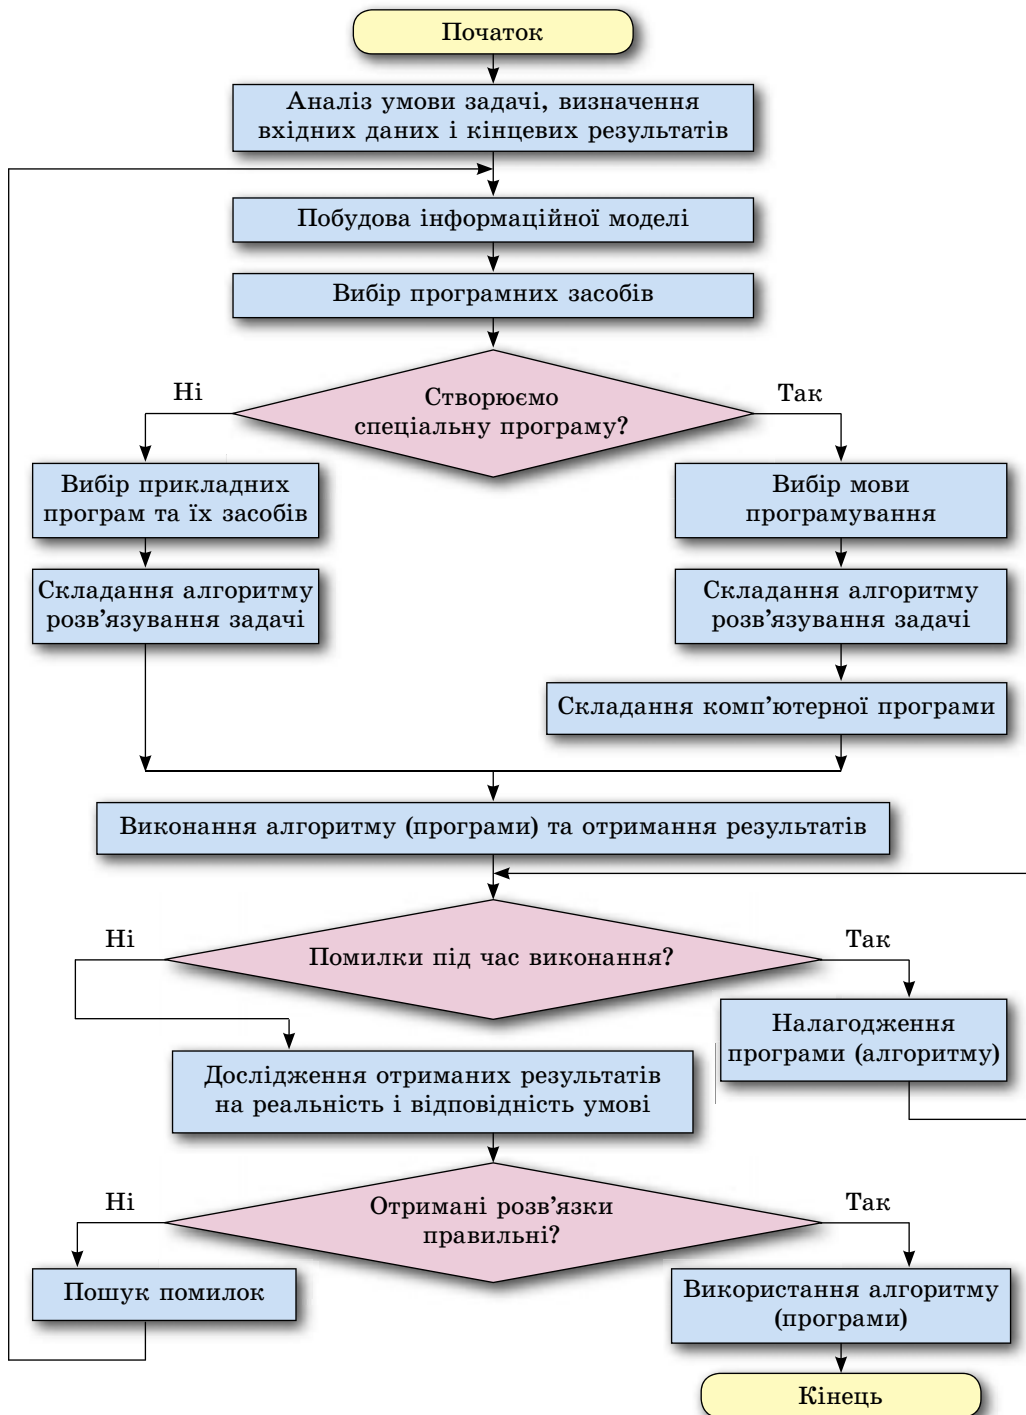 Початок
Аналіз умови задачі, визначення
вхідних даних і кінцевих результатів
Побудова інформаційної моделі
Вибір програмних засобів
Створюємо
спеціальну програму?
Ні
Так
Вибір прикладних
програм та їх засобів
Вибір мови
програмування
Складання алгоритму
розв’язування задачі
Складання алгоритму
розв’язування задачі
Складання комп’ютерної програми
Виконання алгоритму (програми) та отримання результатів
Помилки під час виконання?
Ні
Так
Налагодження
програми (алгоритму)
Дослідження отриманих результатів
на реальність і відповідність умові
Отримані розв’язки
правильні?
Ні
Так
Пошук помилок
Використання алгоритму
(програми)
Кінець